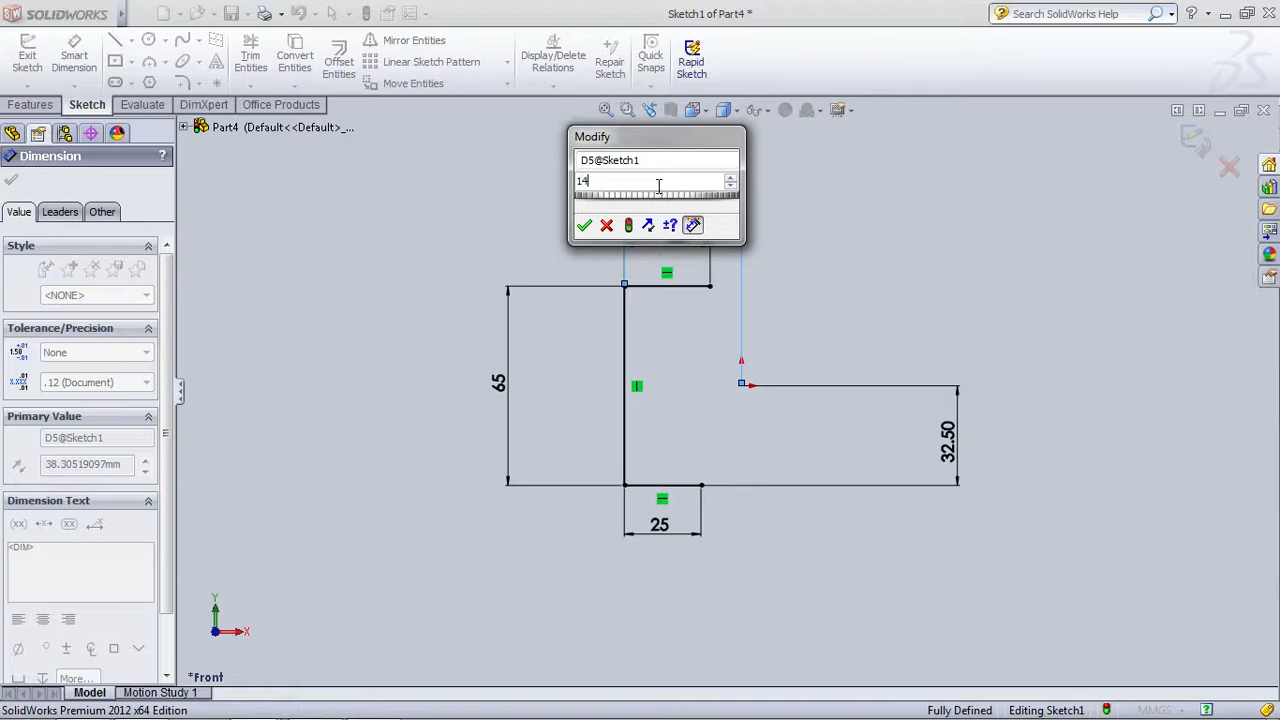 SOLIDWORKS
Sketch1 of Part4 *
Search SolidWorks Help
Exit
Sketch
Smart
Dimension
Trim
Entities
Convert
Entities
Offset
Entities
Mirror Entities
Linear Sketch Pattern
Move Entities
Display/Delete
Relations
Repair
Sketch
Quick
Snaps
Rapid
Sketch
Features
Sketch
Evaluate
DimXpert
Office Products
Part4 (Default<<Default>_...
Dimension
?
Value
Leaders
Other
Style
<NONE>
Tolerance/Precision
None
.12 (Document)
Primary Value
D5@Sketch1
38.30519097mm
Dimension Text
<DIM>
More...
Modify
D5@Sketch1
14
65
25
32.50
Y
X
*Front
Model
Motion Study 1
SolidWorks Premium 2012 x64 Edition
Fully Defined
Editing Sketch1
MMGS